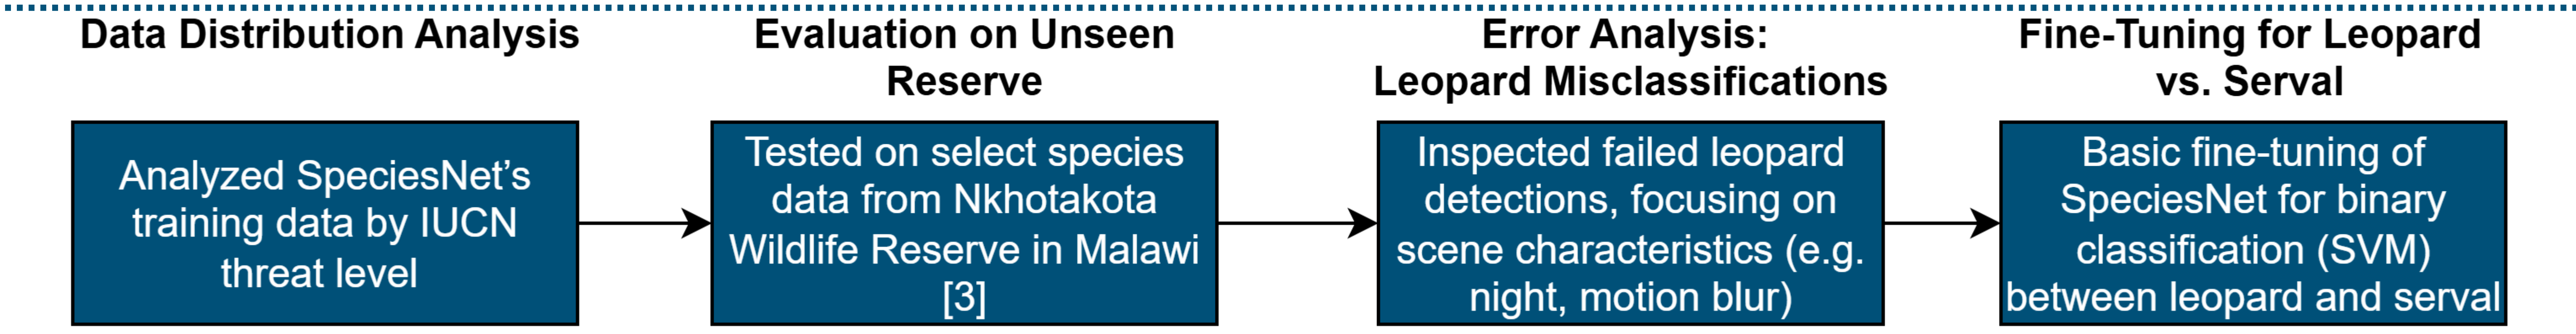 Data Distribution Analysis
Analyzed SpeciesNet’s
training data by IUCN
threat level
Evaluation on Unseen
Reserve
Tested on select species
data from Nkhotakota
Wildlife Reserve in Malawi
[3]
Error Analysis:
Leopard Misclassifications
Inspected failed leopard
detections, focusing on
scene characteristics (e.g.
night, motion blur)
Fine-Tuning for Leopard
vs. Serval
Basic fine-tuning of
SpeciesNet for binary
classification (SVM)
between leopard and serval